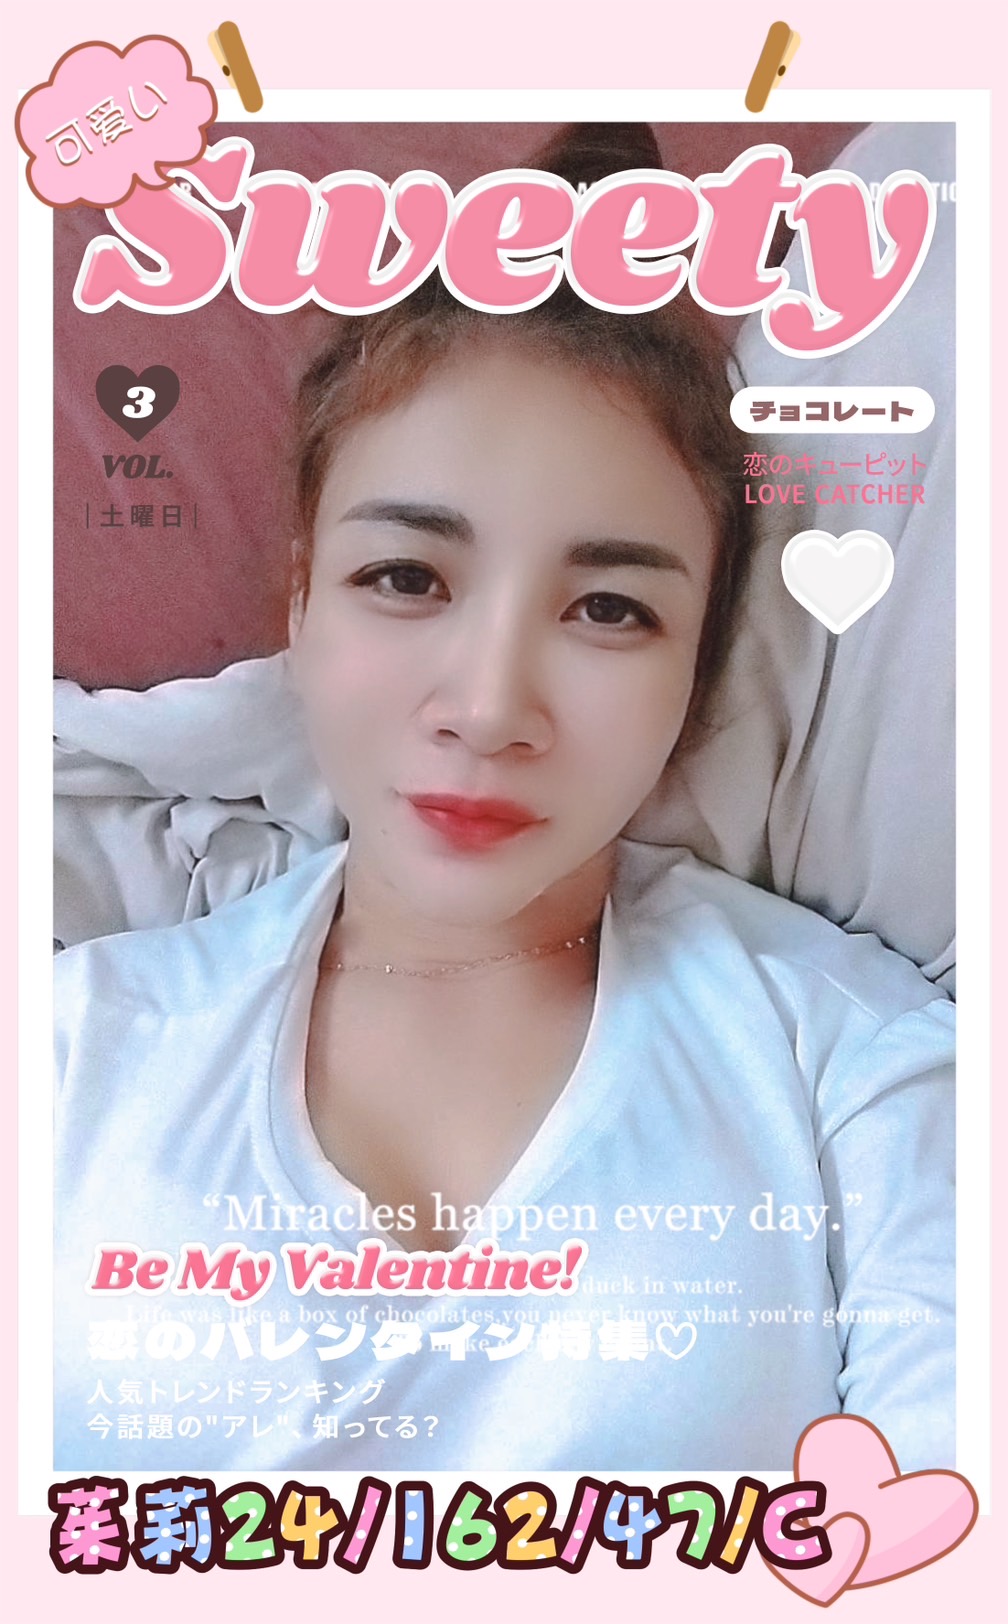 可爱い
Sweety
3
VOL.
|土曜日|
チョコレート
恋のキューピット
LOVE CATCHER
“Miracles happen every day.”
Be My Valentine!
duck in water.
Life was like a box of chocolates,you never know what you're gonna get.
恋のバレンタイン特集♡
人気トレンドランキング
今話題の"アレ"、知ってる?
茉莉24/162/47/C